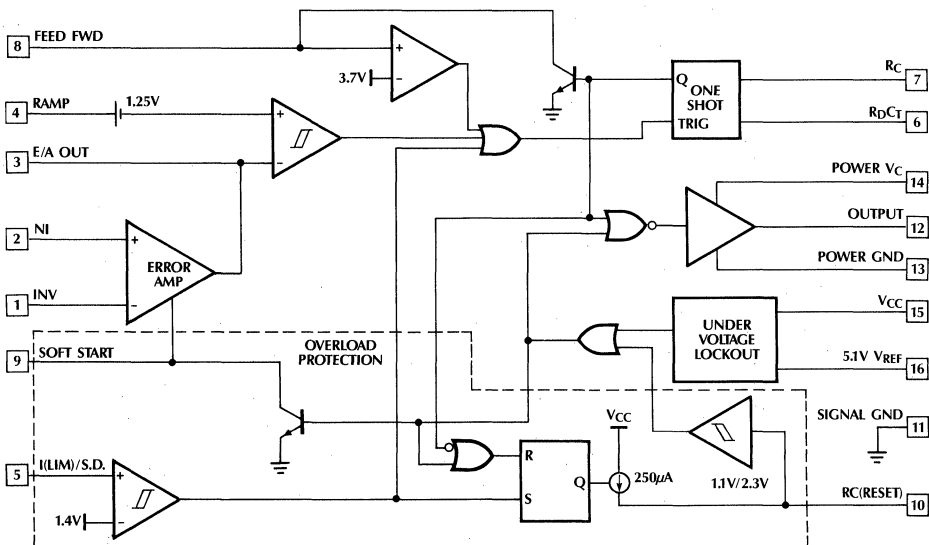 8 FEED FWD
3.7V
+
−
4 RAMP
1.25V
+
−
3 E/A OUT
Q
ONE
SHOT
TRIG
RC 7
RDCT 6
POWER VC 14
OUTPUT 12
POWER GND 13
2 NI
+
−
ERROR
AMP
1 INV
VCC 15
UNDER
VOLTAGE
LOCKOUT
5.1V VREF 16
9 SOFT START
OVERLOAD
PROTECTION
SIGNAL GND 11
VCC
250µA
1.1V/2.3V
5 I(LIM)/S.D.
+
−
1.4V
R
S
Q
RC(RESET) 10